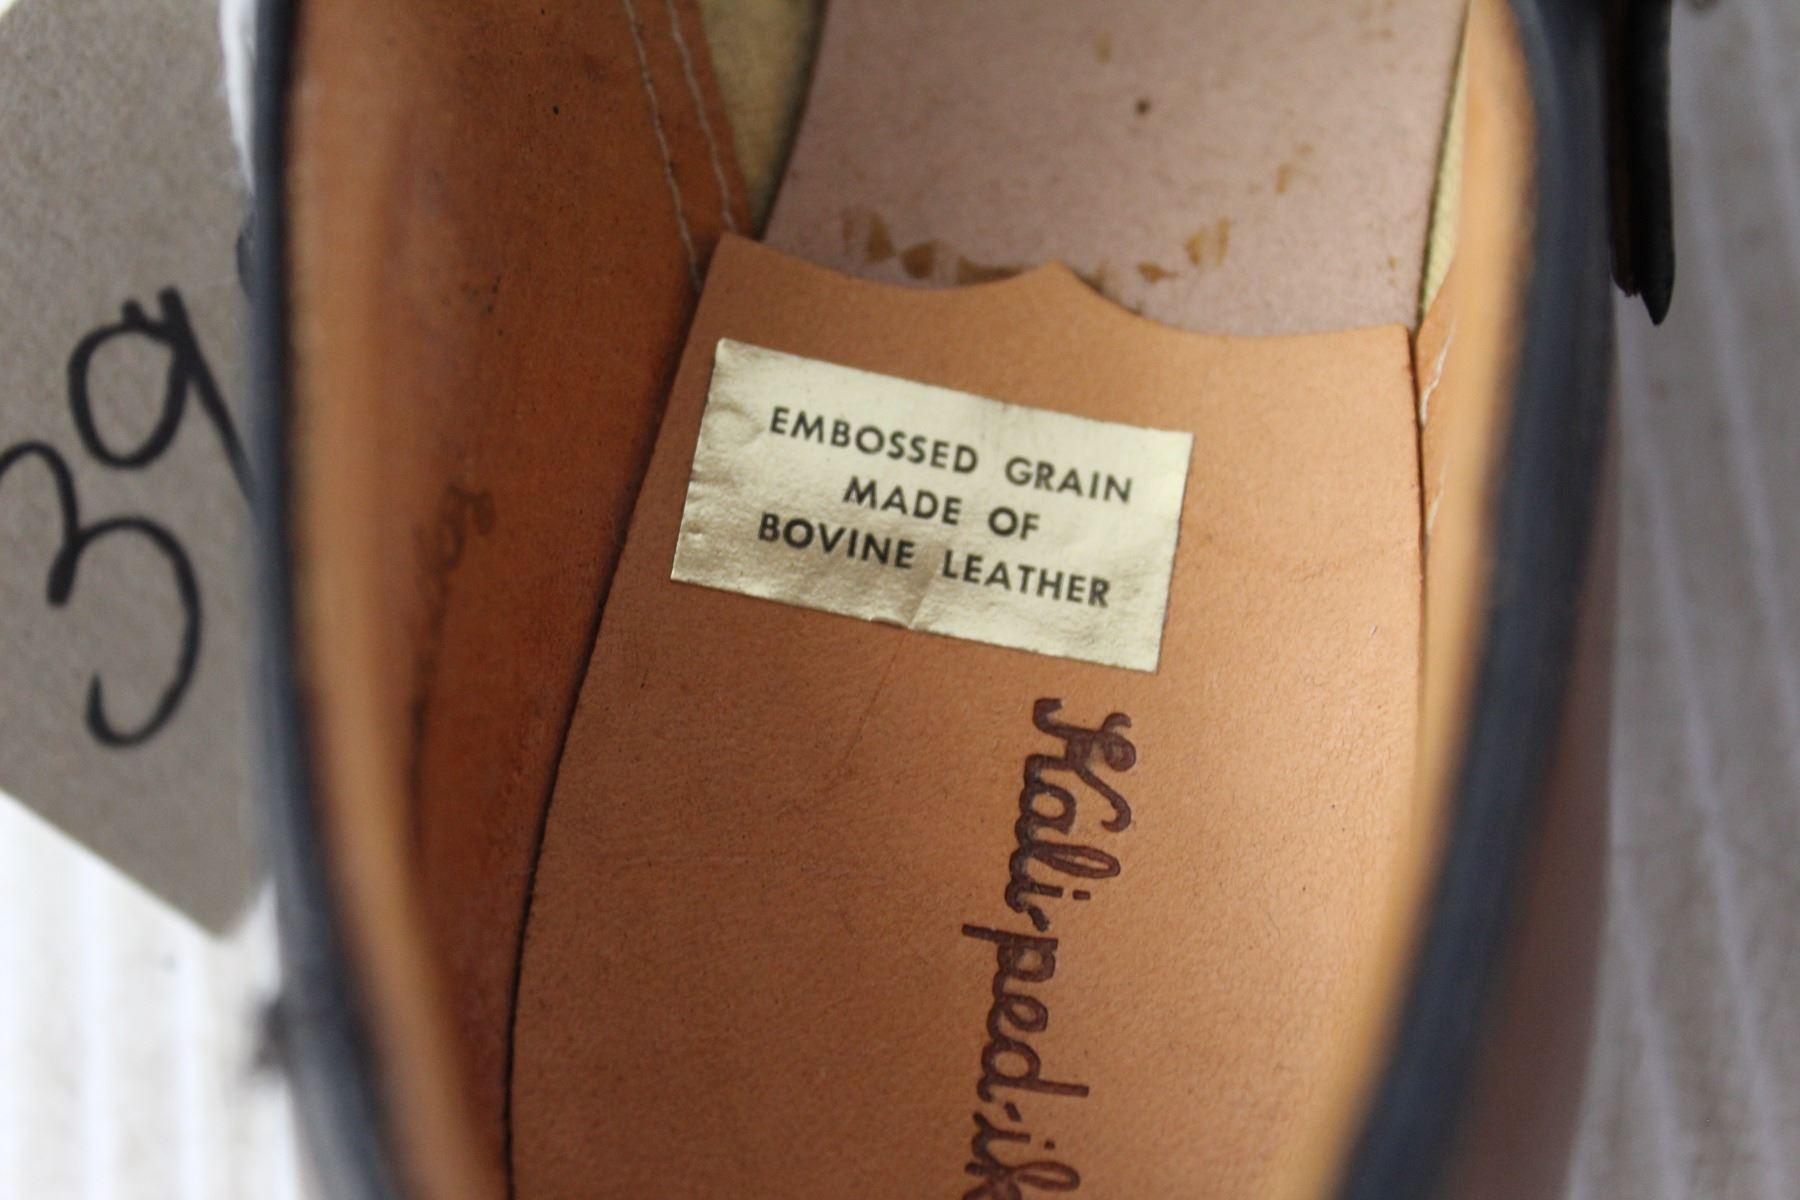 39
EMBOSSED GRAIN
MADE OF
BOVINE LEATHER
Kali-ped-ik